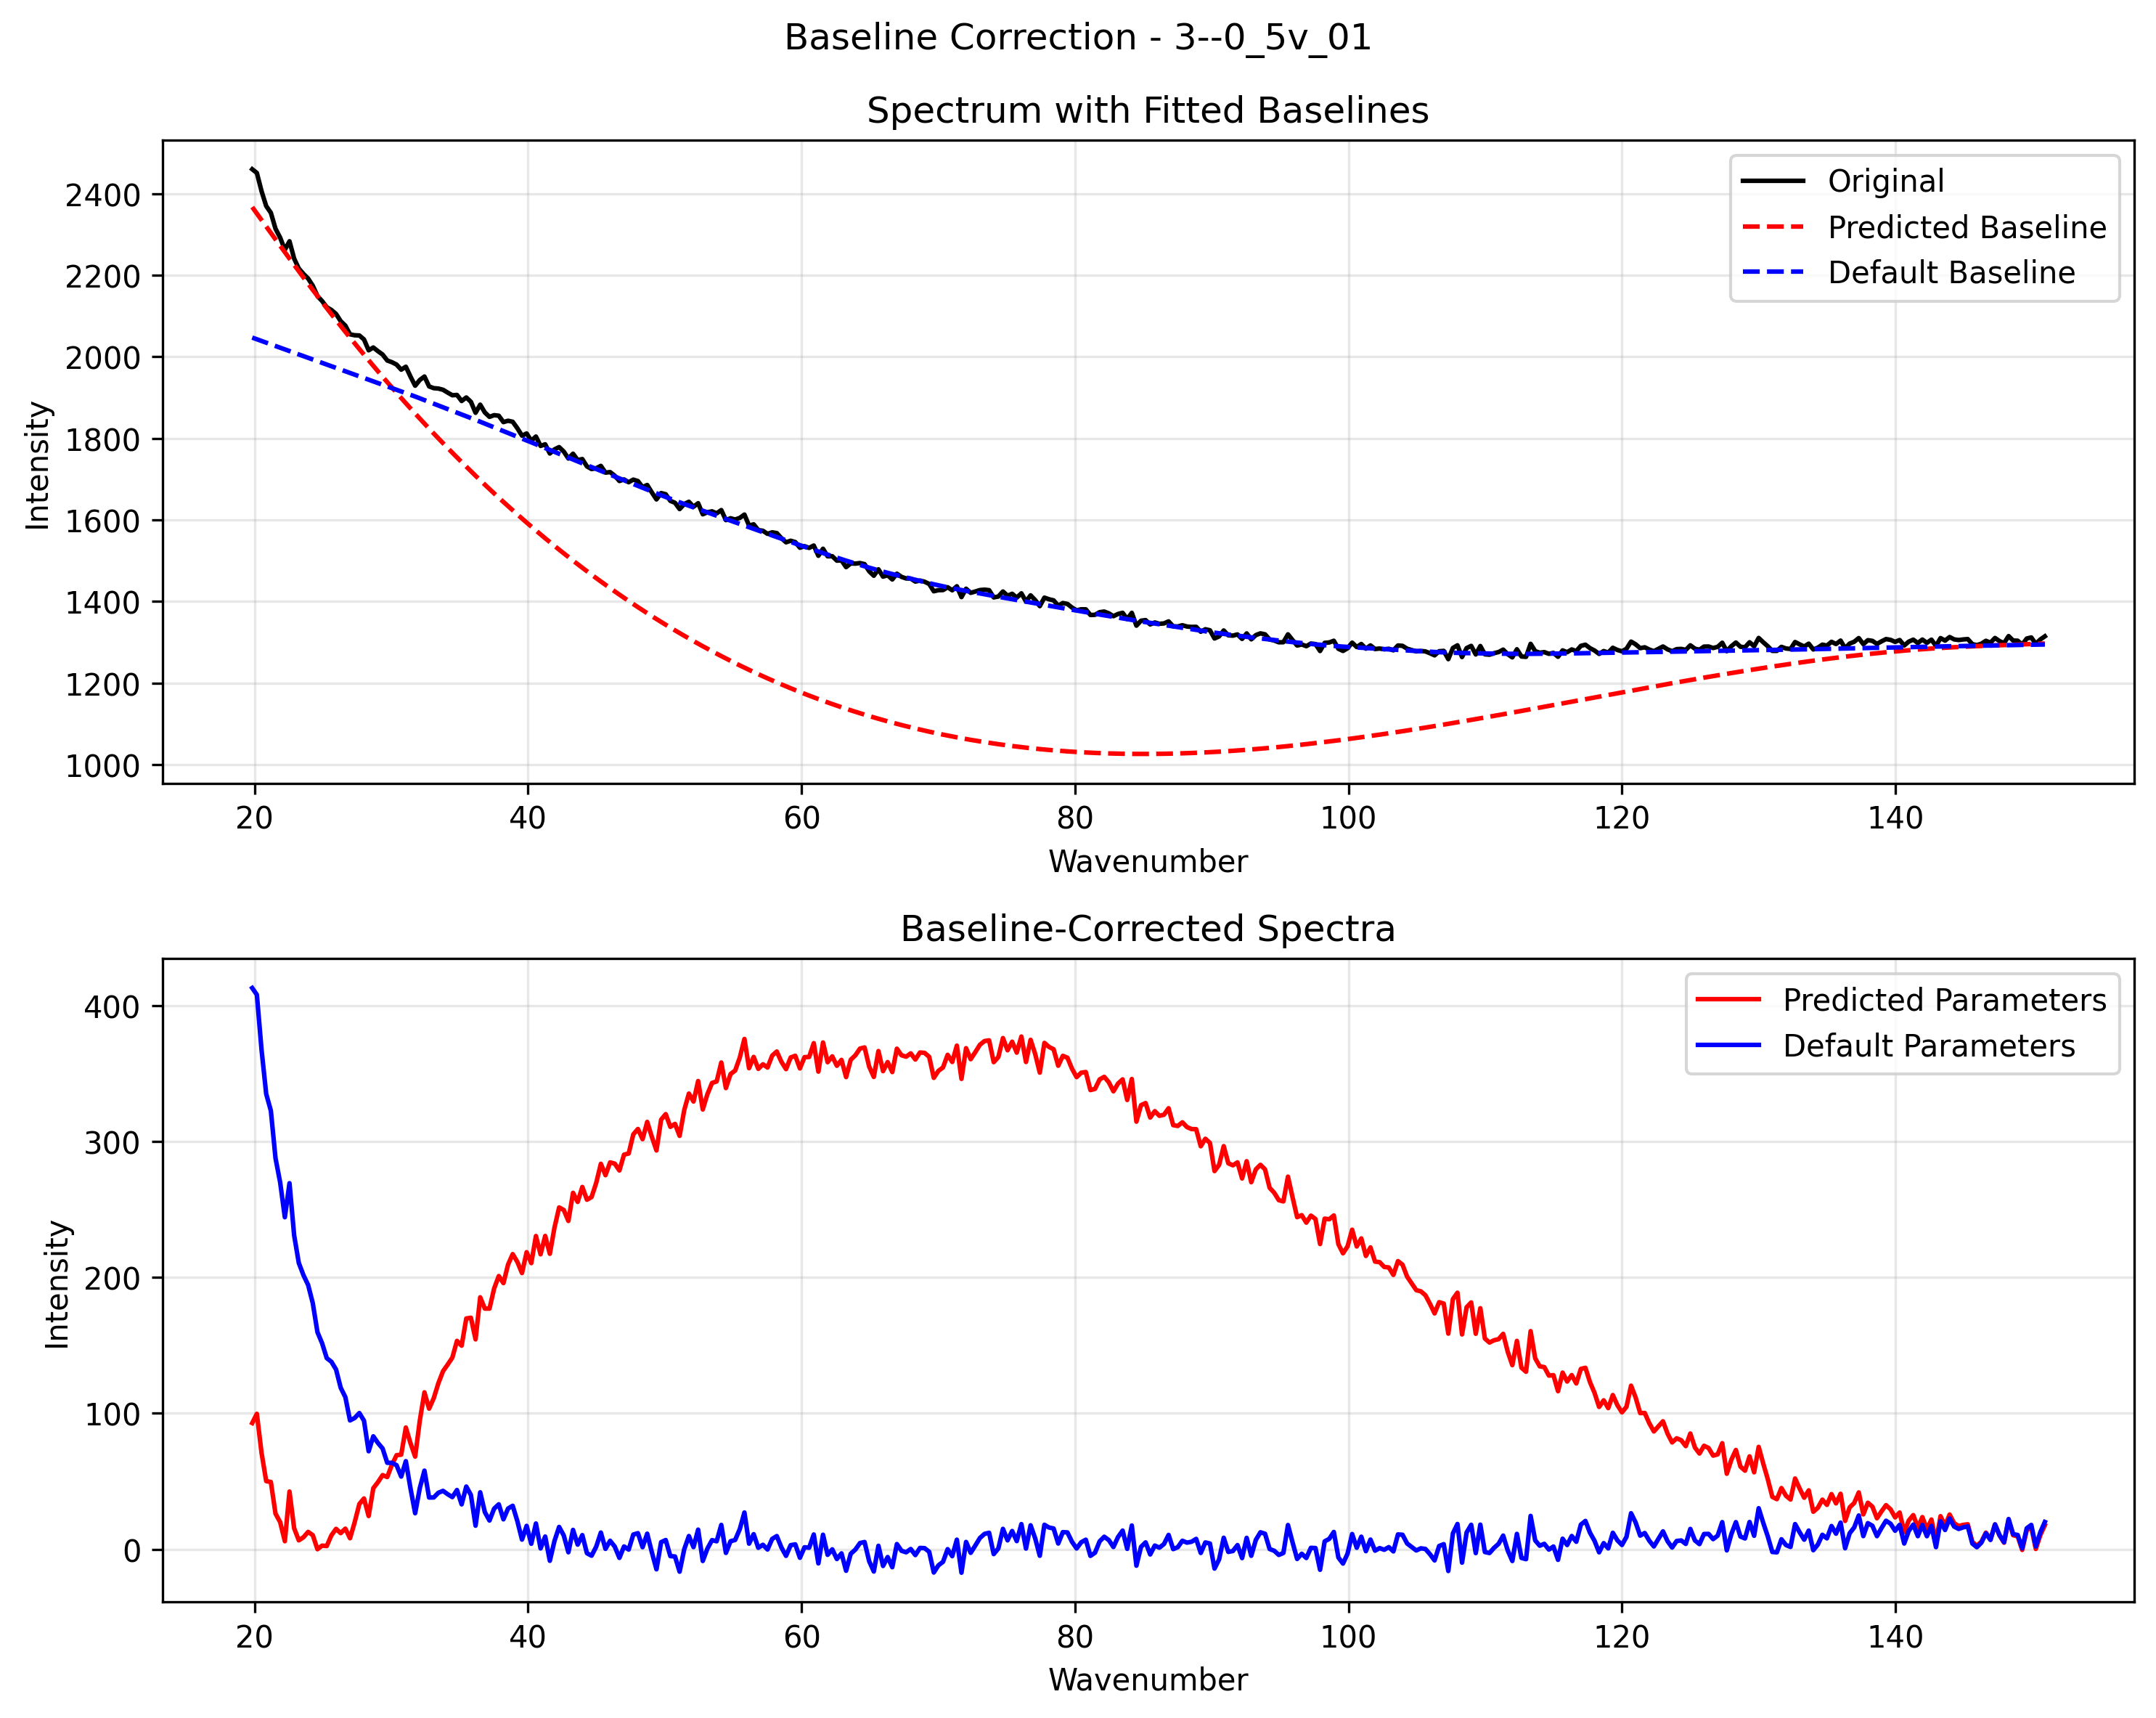 Baseline Correction - 3--0_5v_01
Spectrum with Fitted Baselines
Original
Predicted Baseline
Default Baseline
Intensity
2400
2200
2000
1800
1600
1400
1200
1000
20 40 60 80 100 120 140
Wavenumber
Baseline-Corrected Spectra
Predicted Parameters
Default Parameters
Intensity
400
300
200
100
0
20 40 60 80 100 120 140
Wavenumber